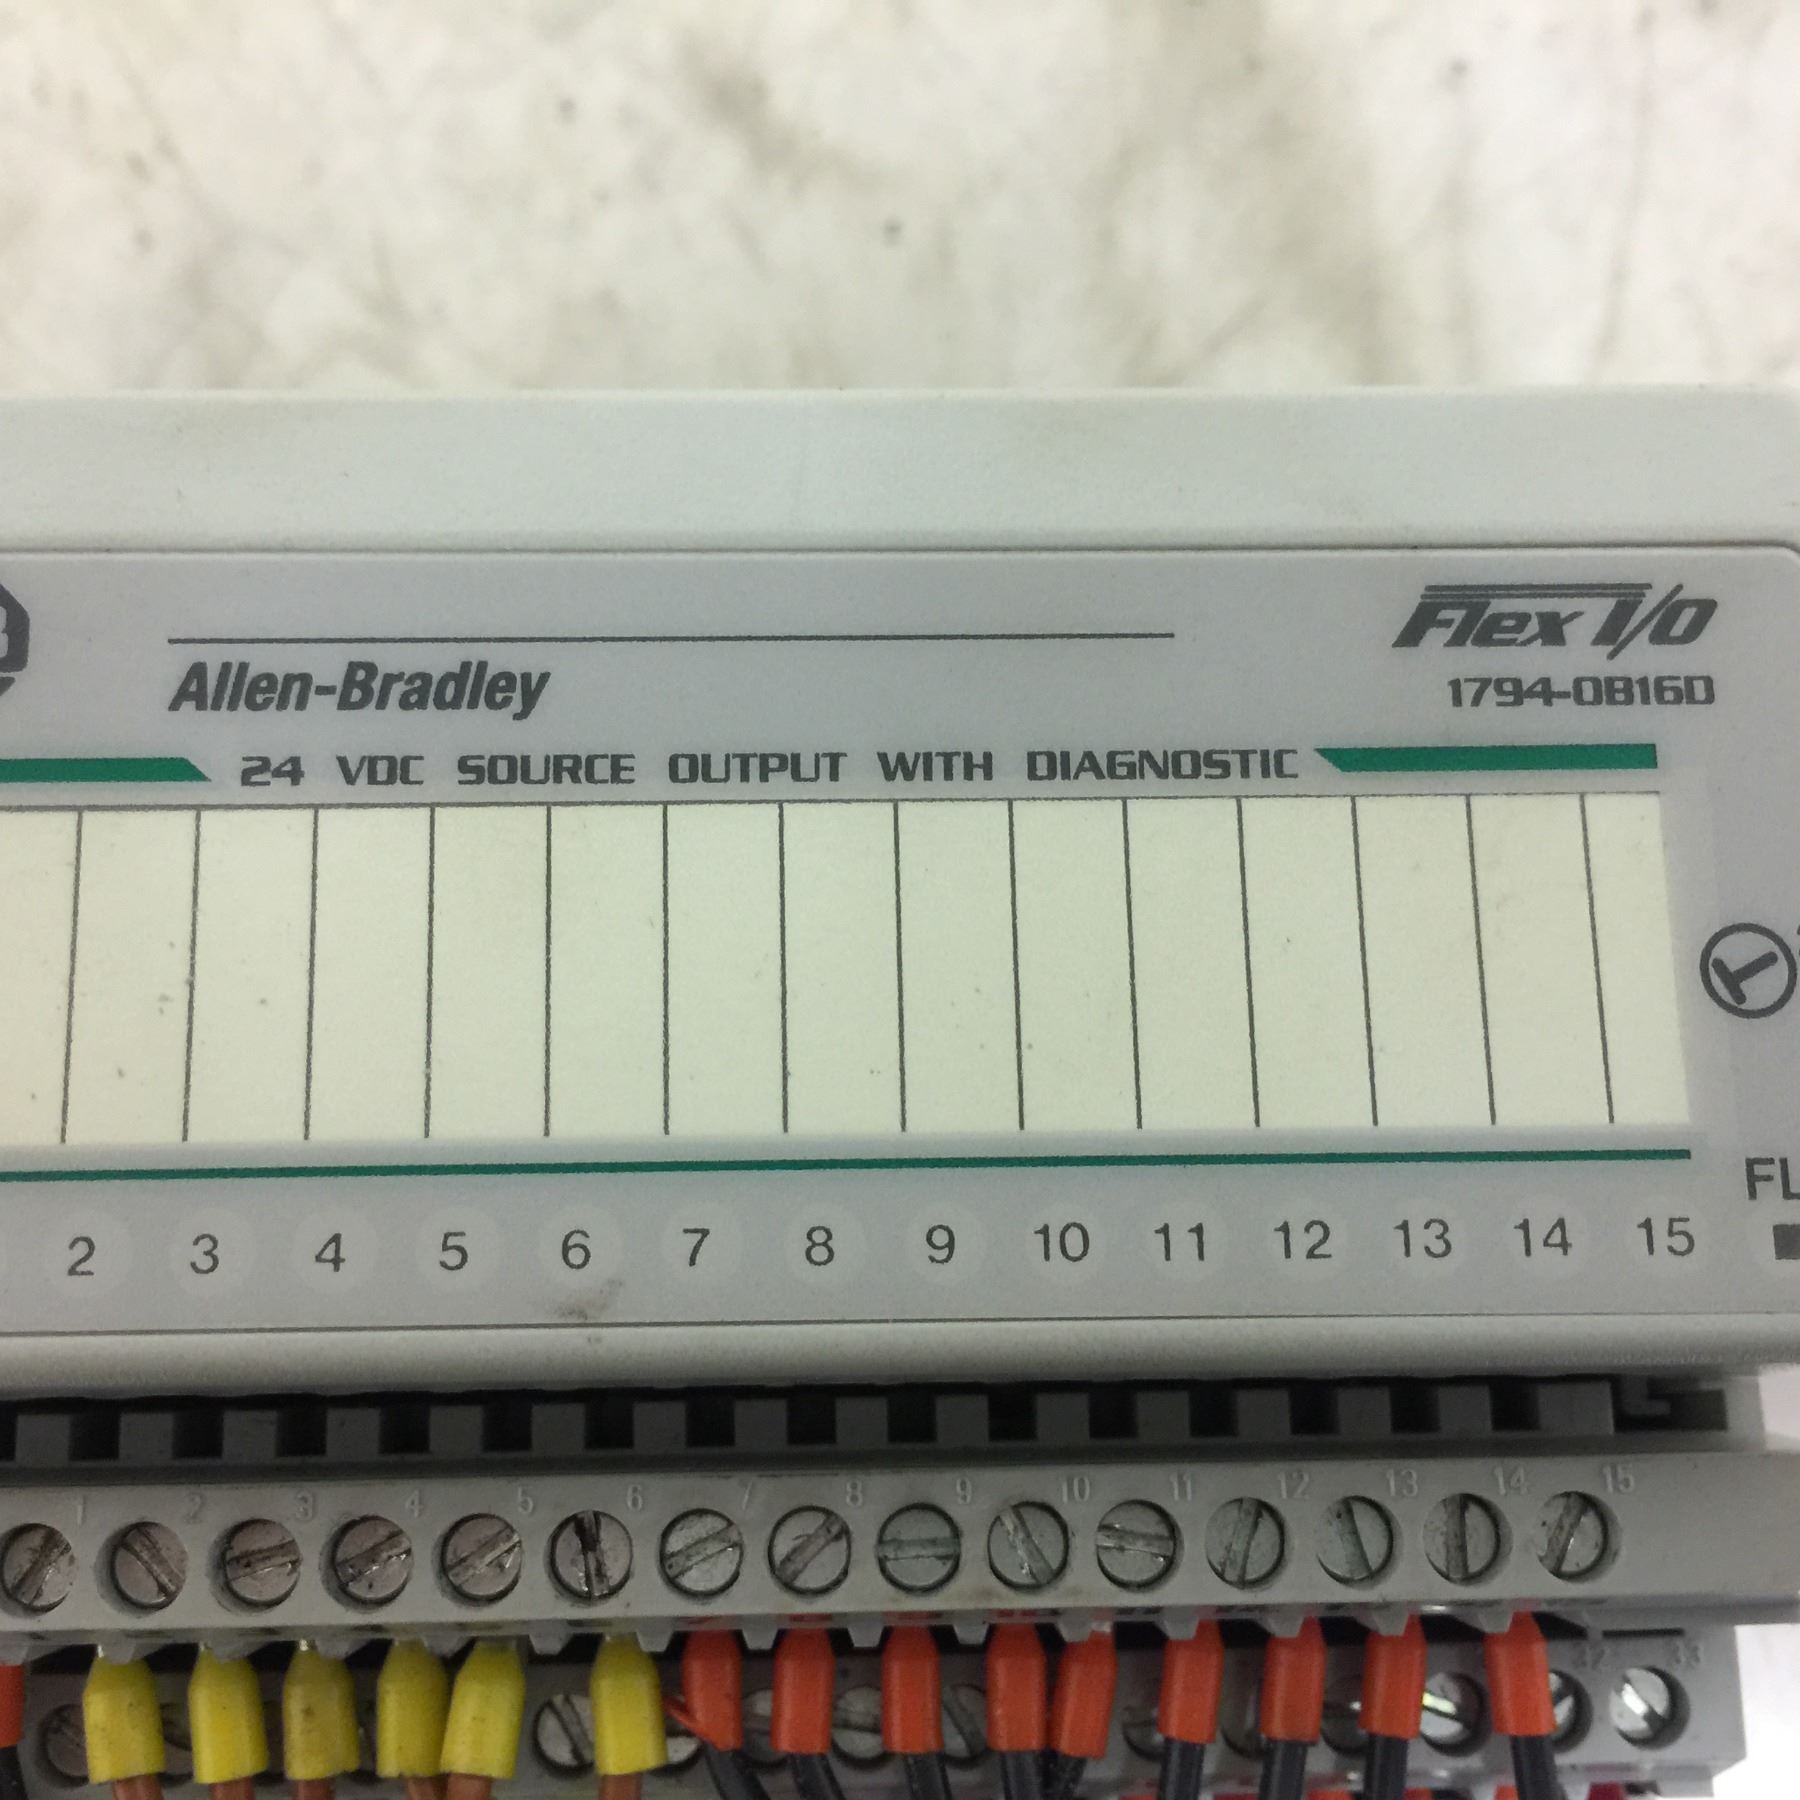 Flex I/O
Allen-Bradley
1794-OB16D
24 VDC SOURCE OUTPUT WITH DIAGNOSTIC
2 3 4 5 6 7 8 9 10 11 12 13 14 15
1 2 3 4 5 6 7 8 9 10 11 12 13 14 15
32 33